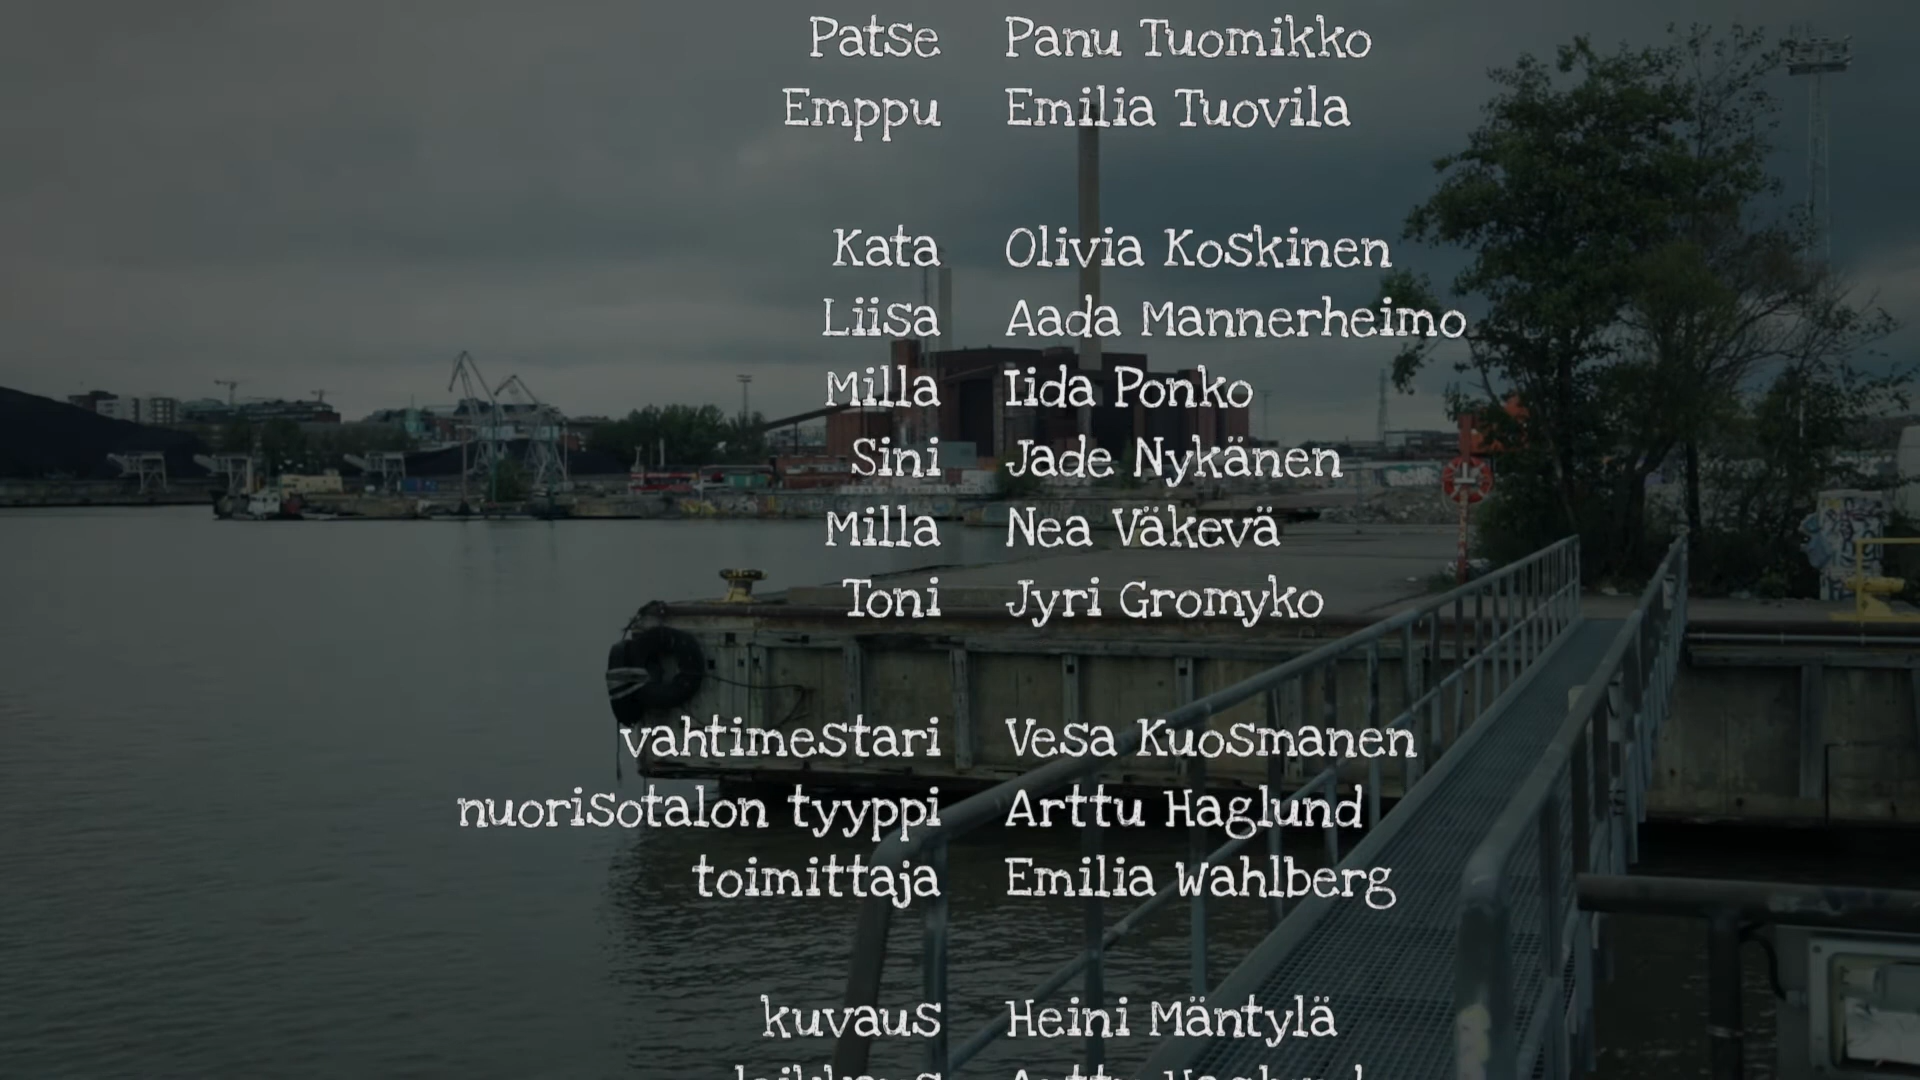 Patse Panu Tuomikko
Emppu Emilia Tuovila
Kata Olivia Koskinen
Liisa Aada Mannerheimo
Milla Iida Ponko
Sini Jade Nykänen
Milla Nea Väkevä
Toni Jyri Gromyko
vahtimestari Vesa Kuosmanen
nuorisotalon tyyppi Arttu Haglund
toimittaja Emilia Wahlberg
kuvaus Heini Mäntylä